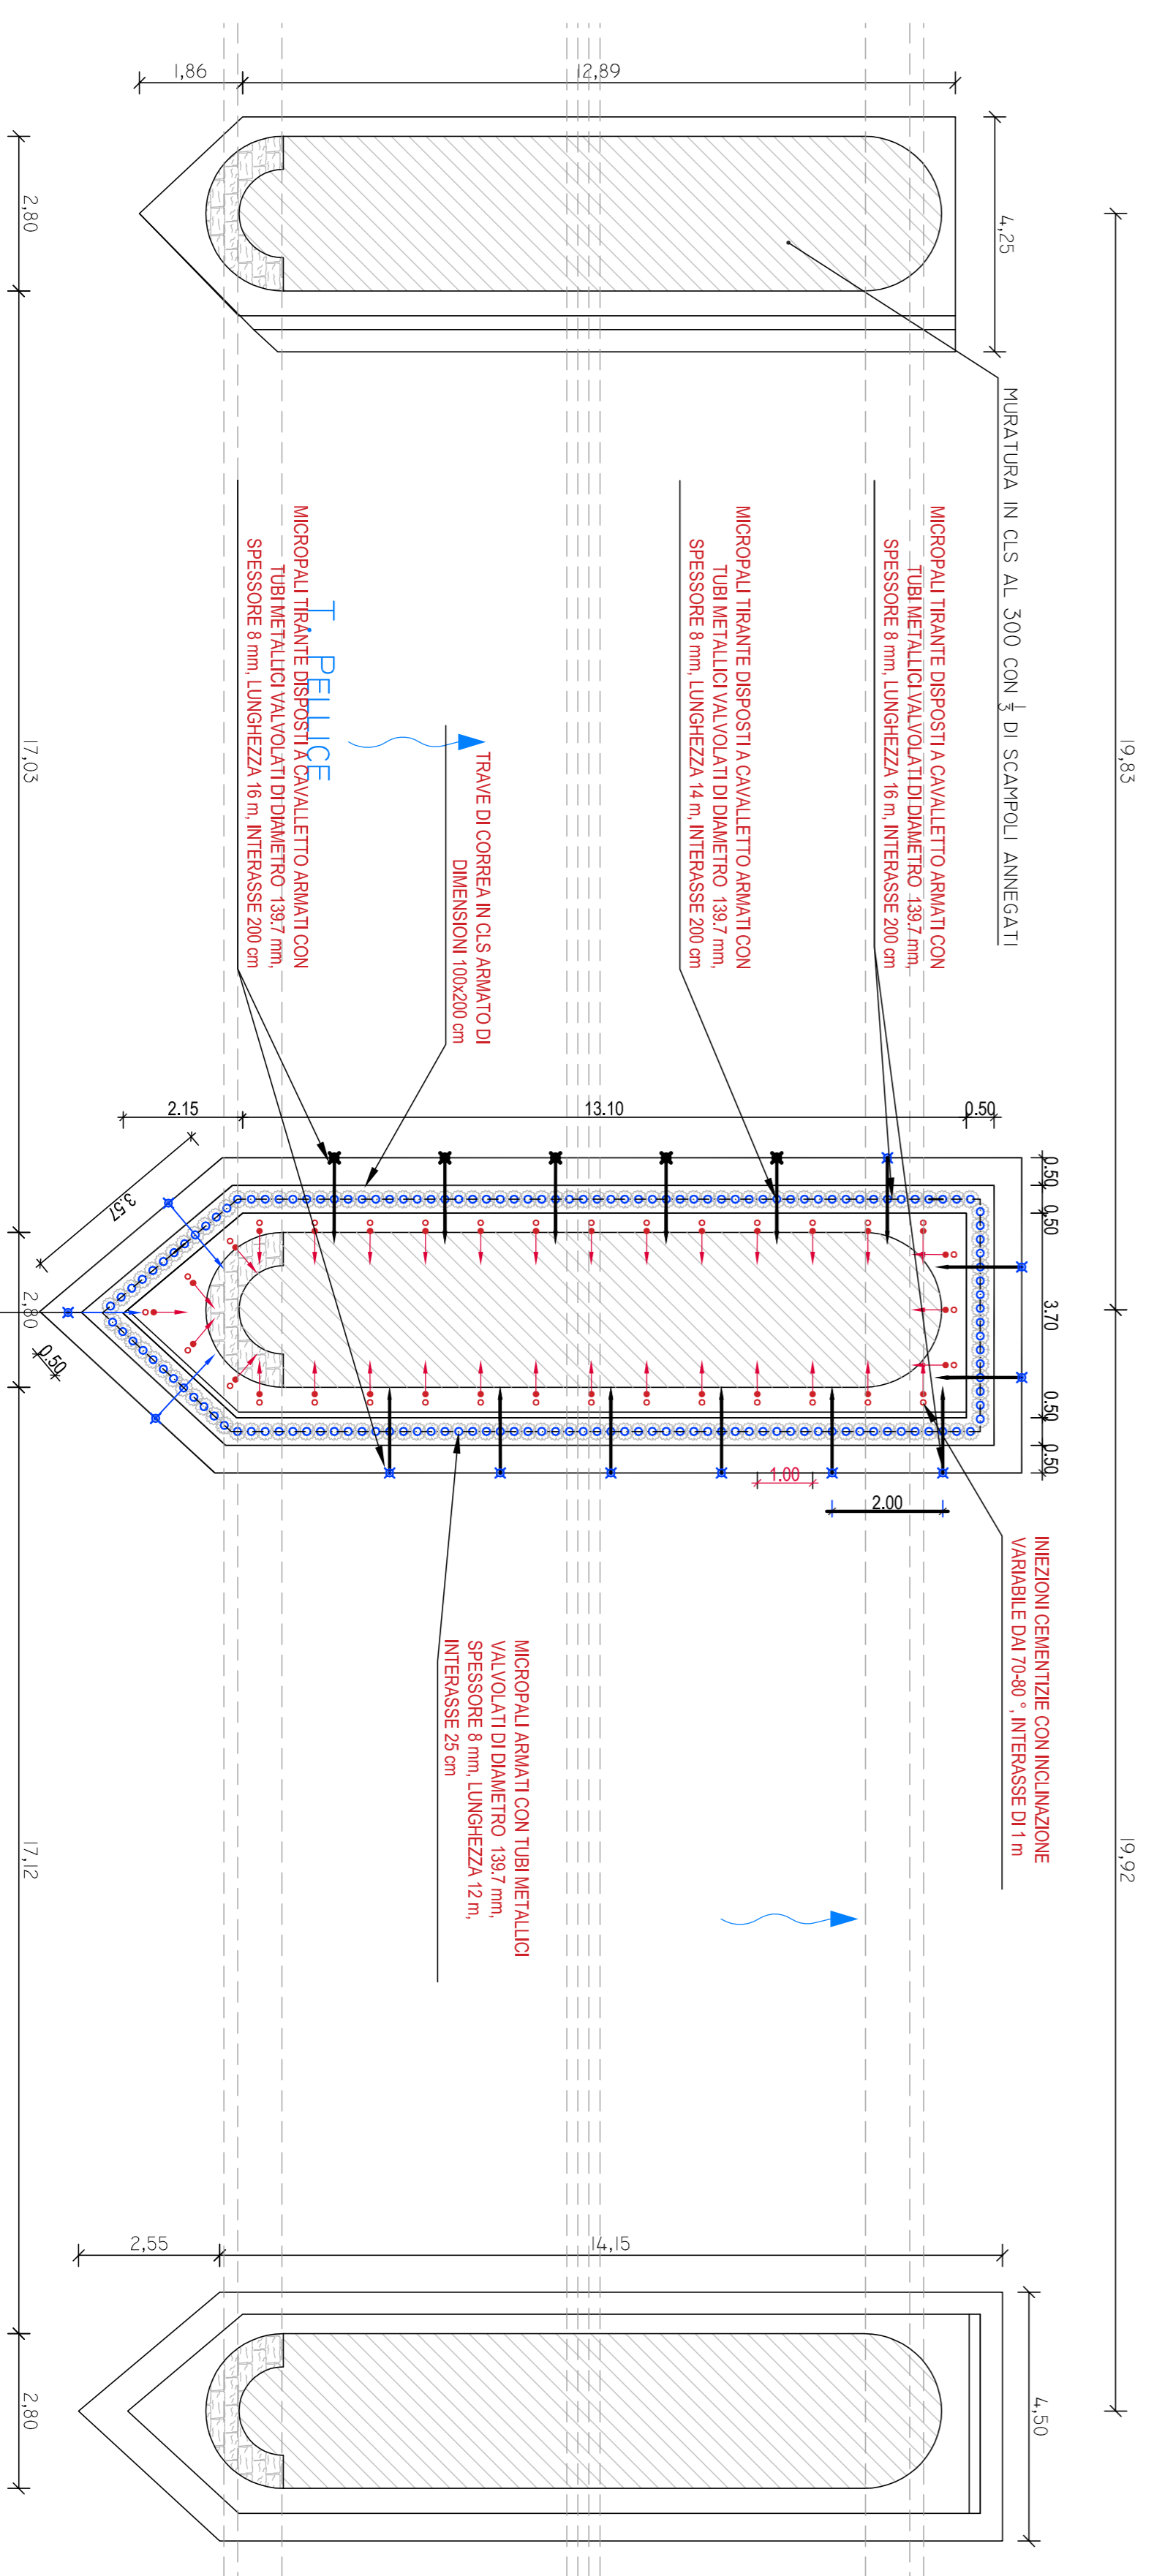 19,83
19,92
4,25
MURATURA IN CLS AL 300 CON 1/3 DI SCAMPOLI ANNEGATI
0.50
0.50
3.70
0.50
0.50
INIEZIONI CEMENTIZIE CON INCLINAZIONE
VARIABILE DAI 70-80 °, INTERASSE DI 1 m
4,50
MICROPALI TIRANTE DISPOSTI A CAVALLETTO ARMATI CON
TUBI METALLICI VALVOLATI DI DIAMETRO 139.7 mm,
SPESSORE 8 mm, LUNGHEZZA 16 m, INTERASSE 200 cm
MICROPALI TIRANTE DISPOSTI A CAVALLETTO ARMATI CON
TUBI METALLICI VALVOLATI DI DIAMETRO 139.7 mm,
SPESSORE 8 mm, LUNGHEZZA 14 m, INTERASSE 200 cm
TRAVE DI CORREA IN CLS ARMATO DI
DIMENSIONI 100x200 cm
T. PELLICE
MICROPALI TIRANTE DISPOSTI A CAVALLETTO ARMATI CON
TUBI METALLICI VALVOLATI DI DIAMETRO 139.7 mm,
SPESSORE 8 mm, LUNGHEZZA 16 m, INTERASSE 200 cm
MICROPALI ARMATI CON TUBI METALLICI
VALVOLATI DI DIAMETRO 139.7 mm,
SPESSORE 8 mm, LUNGHEZZA 12 m,
INTERASSE 25 cm
1,86
12,89
2.15
13.10
0.50
3.57
0.50
1.00
2.00
2,55
14,15
2,80
17,03
2,80
17,12
2,80